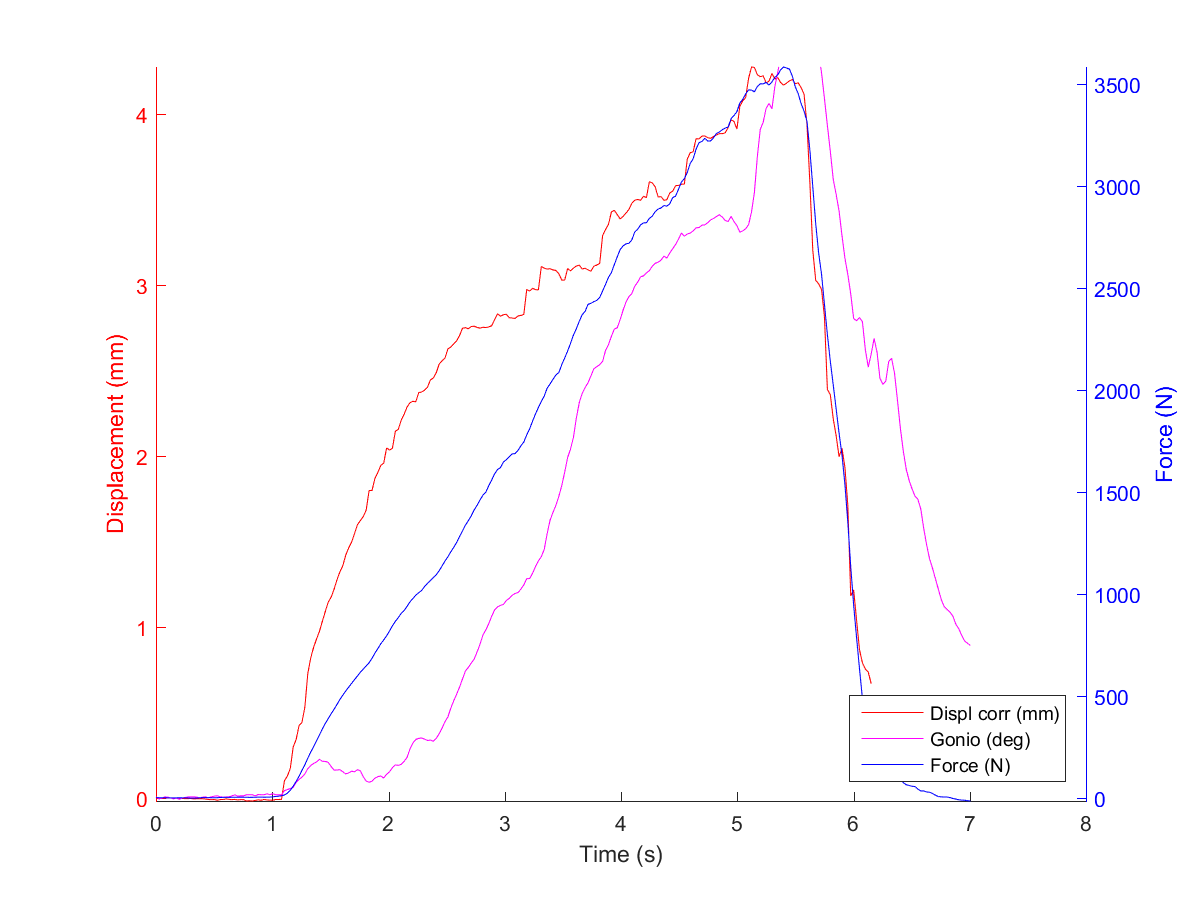 4
3
2
1
0
Displacement (mm)
3500
3000
2500
2000
1500
1000
500
0
Force (N)
Displ corr (mm)
Gonio (deg)
Force (N)
0 1 2 3 4 5 6 7 8
Time (s)